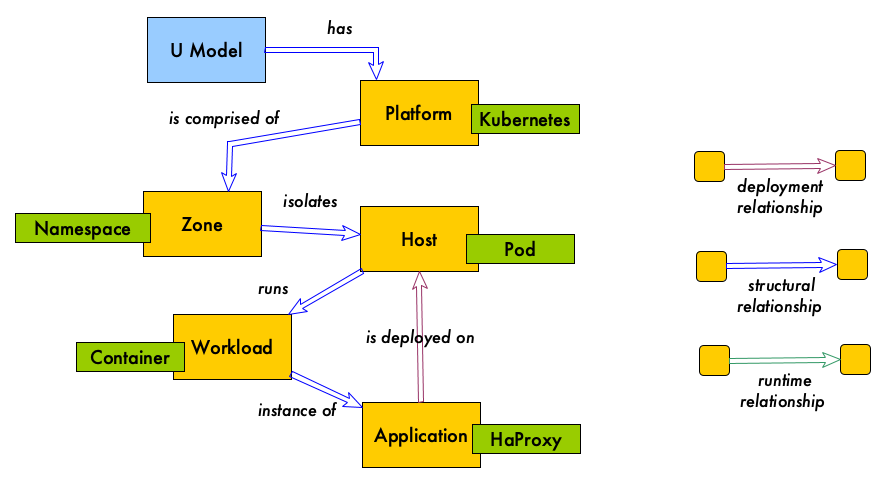 has
U Model
Platform
Kubernetes
is comprised of
deployment
relationship
isolates
Zone
Namespace
Host
Pod
structural
relationship
runs
is deployed on
Workload
Container
runtime
relationship
instance of
Application
HaProxy